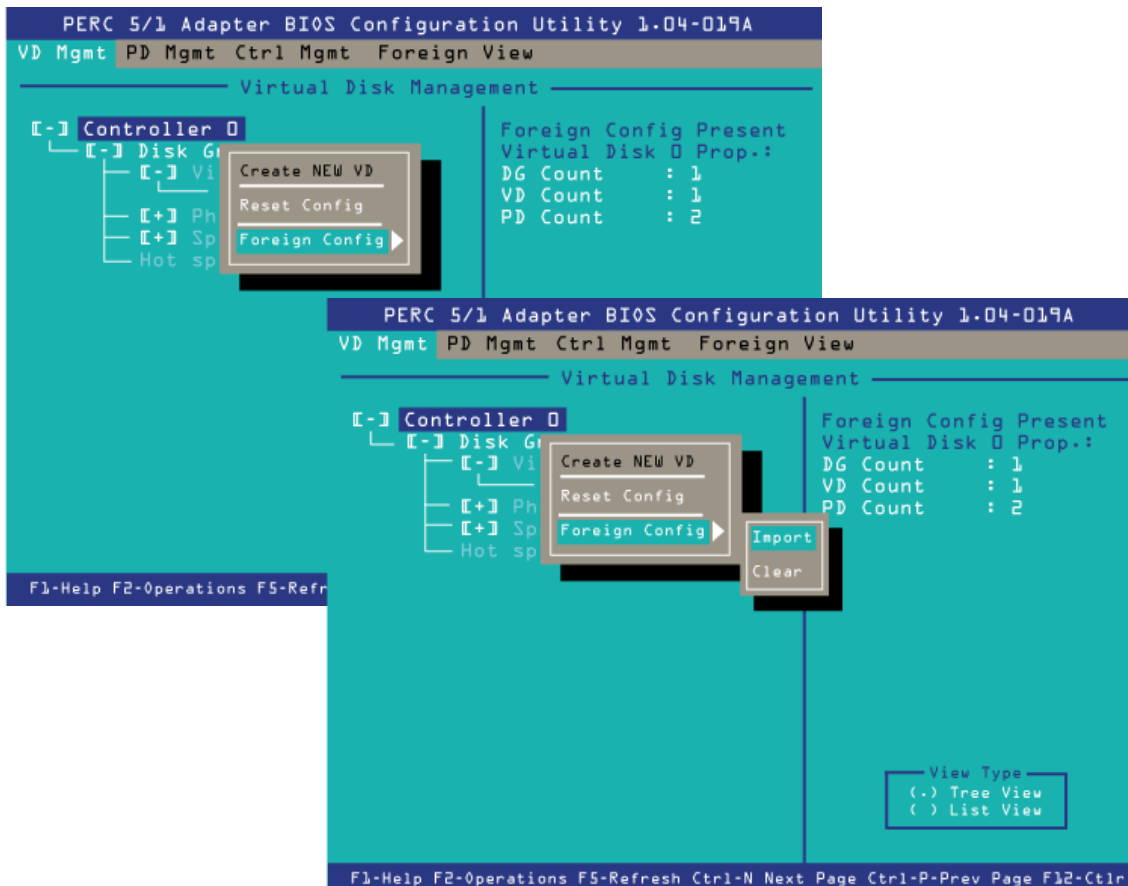 PERC 5/1 Adapter BIOS Configuration Utility 1.04-019A
VD Mgmt PD Mgmt Ctrl Mgmt Foreign View
Virtual Disk Management
[-] Controller 0
[-] Disk Gr
[-] Vi
[+] Ph
[+] Sp
Hot sp
Create NEW VD
Reset Config
Foreign Config
Foreign Config Present
Virtual Disk 0 Prop.:
DG Count : 1
VD Count : 1
PD Count : 2
F1-Help F2-Operations F5-Refr
PERC 5/1 Adapter BIOS Configuration Utility 1.04-019A
VD Mgmt PD Mgmt Ctrl Mgmt Foreign View
Virtual Disk Management
[-] Controller 0
[-] Disk Gr
[-] Vi
[+] Ph
[+] Sp
Hot sp
Create NEW VD
Reset Config
Foreign Config
Import
Clear
Foreign Config Present
Virtual Disk 0 Prop.:
DG Count : 1
VD Count : 1
PD Count : 2
View Type
(.) Tree View
( ) List View
F1-Help F2-Operations F5-Refresh Ctrl-N Next Page Ctrl-P-Prev Page F12-Ctlr